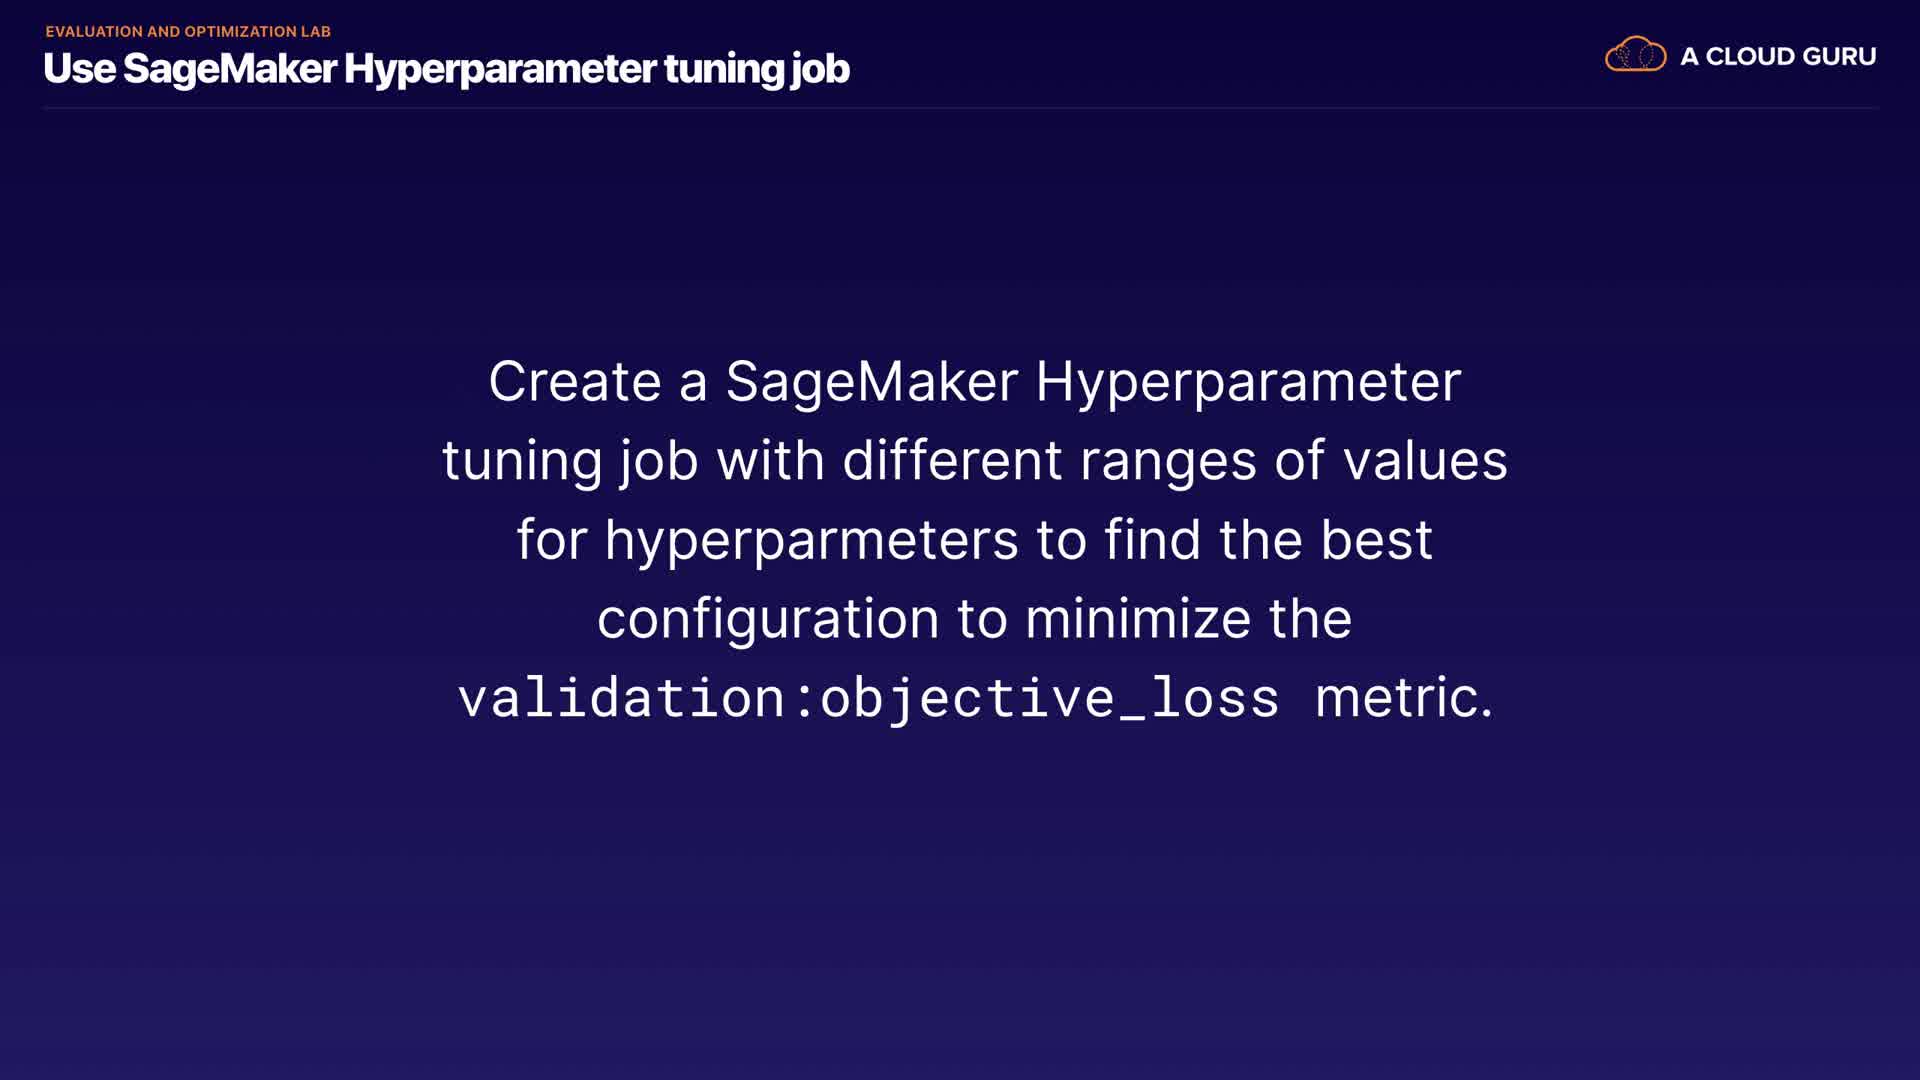 EVALUATION AND OPTIMIZATION LAB
Use SageMaker Hyperparameter tuning job
A CLOUD GURU
Create a SageMaker Hyperparameter
tuning job with different ranges of values
for hyperparmeters to find the best
configuration to minimize the
validation:objective_loss metric.